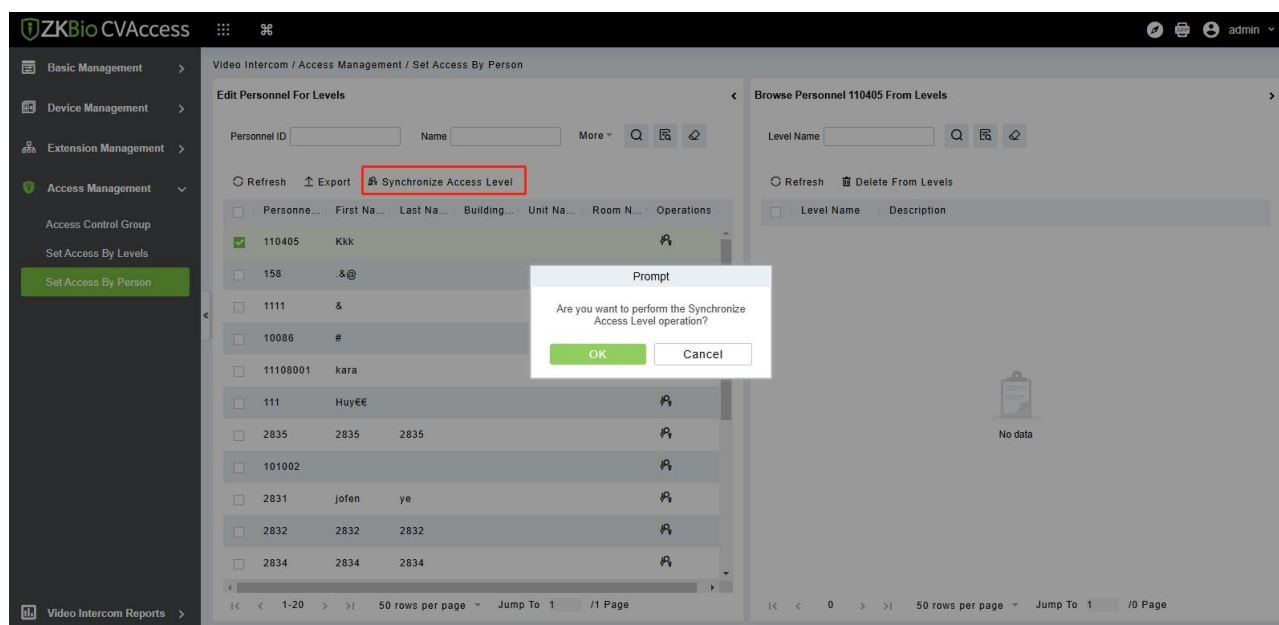 ZKBio CVAccess
admin
Basic Management
Device Management
Extension Management
Access Management
Access Control Group
Set Access By Levels
Set Access By Person
Video Intercom Reports
Video Intercom / Access Management / Set Access By Person
Edit Personnel For Levels
Personnel ID Name More
Refresh Export Synchronize Access Level
Personne... First Na... Last Na... Building... Unit Na... Room N... Operations
110405 Kkk
158 .&@
1111 &
10086 #
11108001 kara
111 Huy€€
2835 2835 2835
101002
2831 jofen ye
2832 2832 2832
2834 2834 2834
1-20 50 rows per page Jump To 1 /1 Page
Prompt
Are you want to perform the Synchronize
Access Level operation?
OK Cancel
Browse Personnel 110405 From Levels
Level Name
Refresh Delete From Levels
Level Name Description
No data
0 50 rows per page Jump To 1 /0 Page